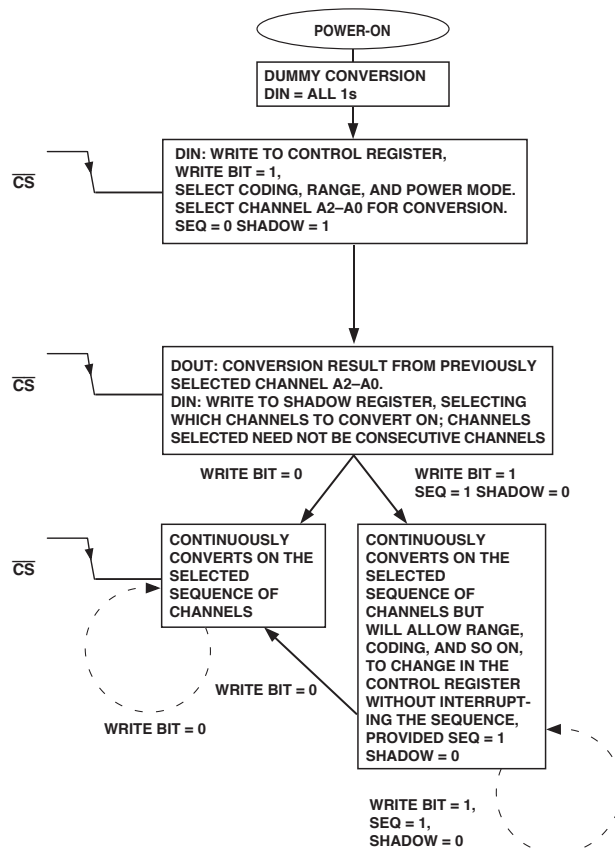 POWER-ON
DUMMY CONVERSION
DIN = ALL 1s
CS
DIN: WRITE TO CONTROL REGISTER,
WRITE BIT = 1,
SELECT CODING, RANGE, AND POWER MODE.
SELECT CHANNEL A2–A0 FOR CONVERSION.
SEQ = 0 SHADOW = 1
CS
DOUT: CONVERSION RESULT FROM PREVIOUSLY
SELECTED CHANNEL A2–A0.
DIN: WRITE TO SHADOW REGISTER, SELECTING
WHICH CHANNELS TO CONVERT ON; CHANNELS
SELECTED NEED NOT BE CONSECUTIVE CHANNELS
WRITE BIT = 0
WRITE BIT = 1
SEQ = 1 SHADOW = 0
CS
CONTINUOUSLY
CONVERTS ON THE
SELECTED
SEQUENCE OF
CHANNELS
CONTINUOUSLY
CONVERTS ON THE
SELECTED
SEQUENCE OF
CHANNELS BUT
WILL ALLOW RANGE,
CODING, AND SO ON,
TO CHANGE IN THE
CONTROL REGISTER
WITHOUT INTERRUPT-
ING THE SEQUENCE,
PROVIDED SEQ = 1
SHADOW = 0
WRITE BIT = 0
WRITE BIT = 0
WRITE BIT = 1,
SEQ = 1,
SHADOW = 0